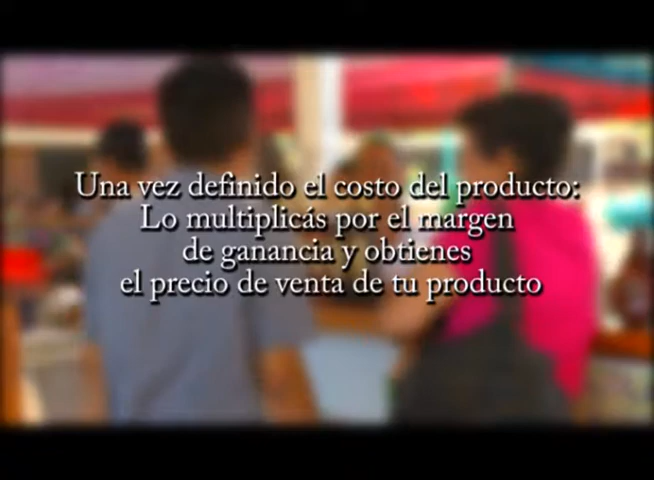 Una vez definido el costo del producto:
Lo multiplicás por el margen
de ganancia y obtienes
el precio de venta de tu producto